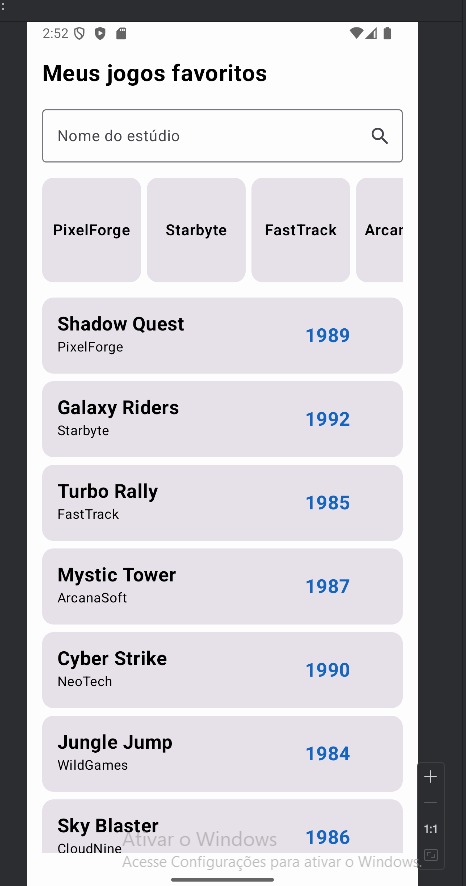 :
2:52
Meus jogos favoritos
Nome do estúdio
PixelForge Starbyte FastTrack Arcan
Shadow Quest
PixelForge
1989
Galaxy Riders
Starbyte
1992
Turbo Rally
FastTrack
1985
Mystic Tower
ArcanaSoft
1987
Cyber Strike
NeoTech
1990
Jungle Jump
WildGames
1984
Sky Blaster
CloudNine
1986
Ativar o Windows
Acesse Configurações para ativar o Windows.
1:1